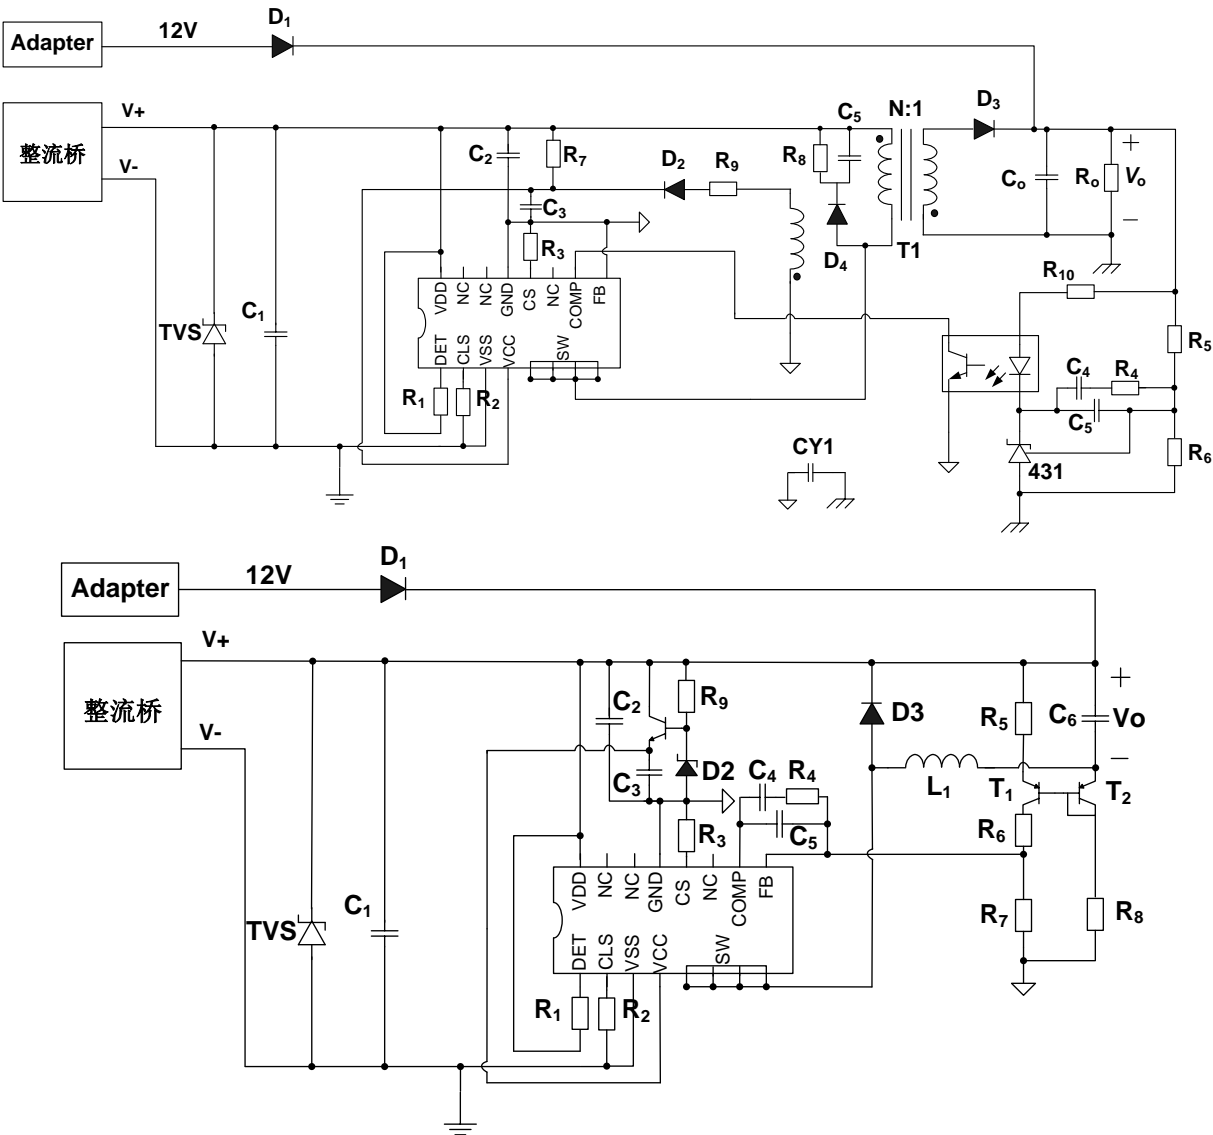 Adapter
12V
D₁
整流桥
V+
V-
TVS
C₁
C₂
R₇
C₃
R₃
D₂
R₉
R₈
C₅
D₄
N:1
T1
D₃
Cₒ
Rₒ
+
Vₒ
−
VDD
NC
NC
GND
CS
NC
COMP
FB
DET
CLS
VSS
VCC
SW
R₁
R₂
R₁₀
R₅
C₄
R₄
C₅
R₆
431
CY1
Adapter
12V
D₁
整流桥
V+
V-
TVS
C₁
C₂
R₉
C₃
D2
R₃
C₄
R₄
C₅
D3
L₁
R₅
C₆
+
Vo
−
T₁
T₂
R₆
R₇
R₈
VDD
NC
NC
GND
CS
NC
COMP
FB
DET
CLS
VSS
VCC
SW
R₁
R₂